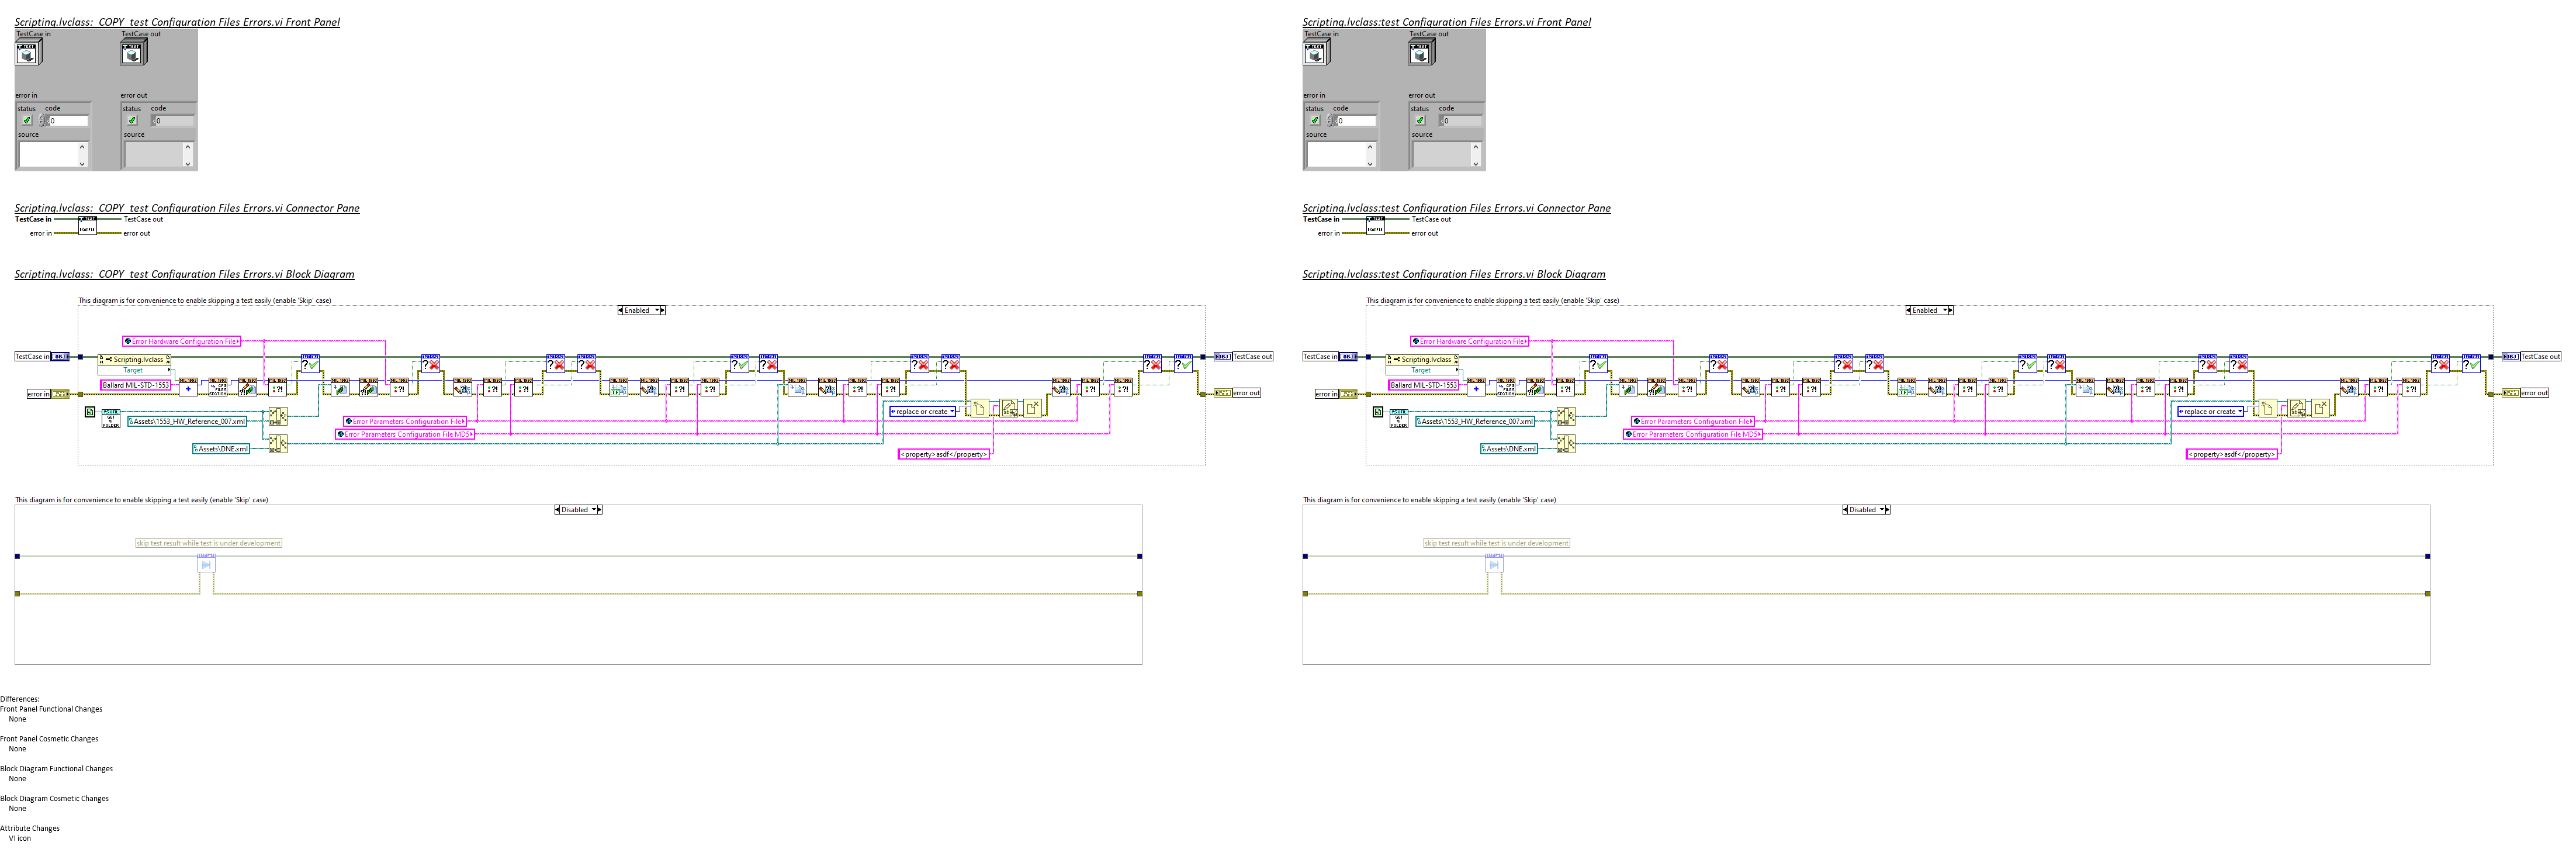 Scripting.lvclass:_COPY_test Configuration Files Errors.vi Front Panel
TestCase in
TestCase out
error in
error out
status code
status code
0
0
source
source
Scripting.lvclass:_COPY_test Configuration Files Errors.vi Connector Pane
TestCase in
TestCase out
error in
error out
Scripting.lvclass:_COPY_test Configuration Files Errors.vi Block Diagram
This diagram is for convenience to enable skipping a test easily (enable 'Skip' case)
Enabled
Error Hardware Configuration File
TestCase in
Scripting.lvclass
TestCase out
Target
Ballard MIL-STD-1553
error in
error out
replace or create
Assets\1553_HW_Reference_007.xml
Error Parameters Configuration File
Error Parameters Configuration File MD5
Assets\DNE.xml
<property>asdf</property>
This diagram is for convenience to enable skipping a test easily (enable 'Skip' case)
Disabled
skip test result while test is under development
Differences:
Front Panel Functional Changes
None
Front Panel Cosmetic Changes
None
Block Diagram Functional Changes
None
Block Diagram Cosmetic Changes
None
Attribute Changes
VI icon
Scripting.lvclass:test Configuration Files Errors.vi Front Panel
TestCase in
TestCase out
error in
error out
status code
status code
0
0
source
source
Scripting.lvclass:test Configuration Files Errors.vi Connector Pane
TestCase in
TestCase out
error in
error out
Scripting.lvclass:test Configuration Files Errors.vi Block Diagram
This diagram is for convenience to enable skipping a test easily (enable 'Skip' case)
Enabled
Error Hardware Configuration File
TestCase in
Scripting.lvclass
TestCase out
Target
Ballard MIL-STD-1553
error in
error out
replace or create
Assets\1553_HW_Reference_007.xml
Error Parameters Configuration File
Error Parameters Configuration File MD5
Assets\DNE.xml
<property>asdf</property>
This diagram is for convenience to enable skipping a test easily (enable 'Skip' case)
Disabled
skip test result while test is under development